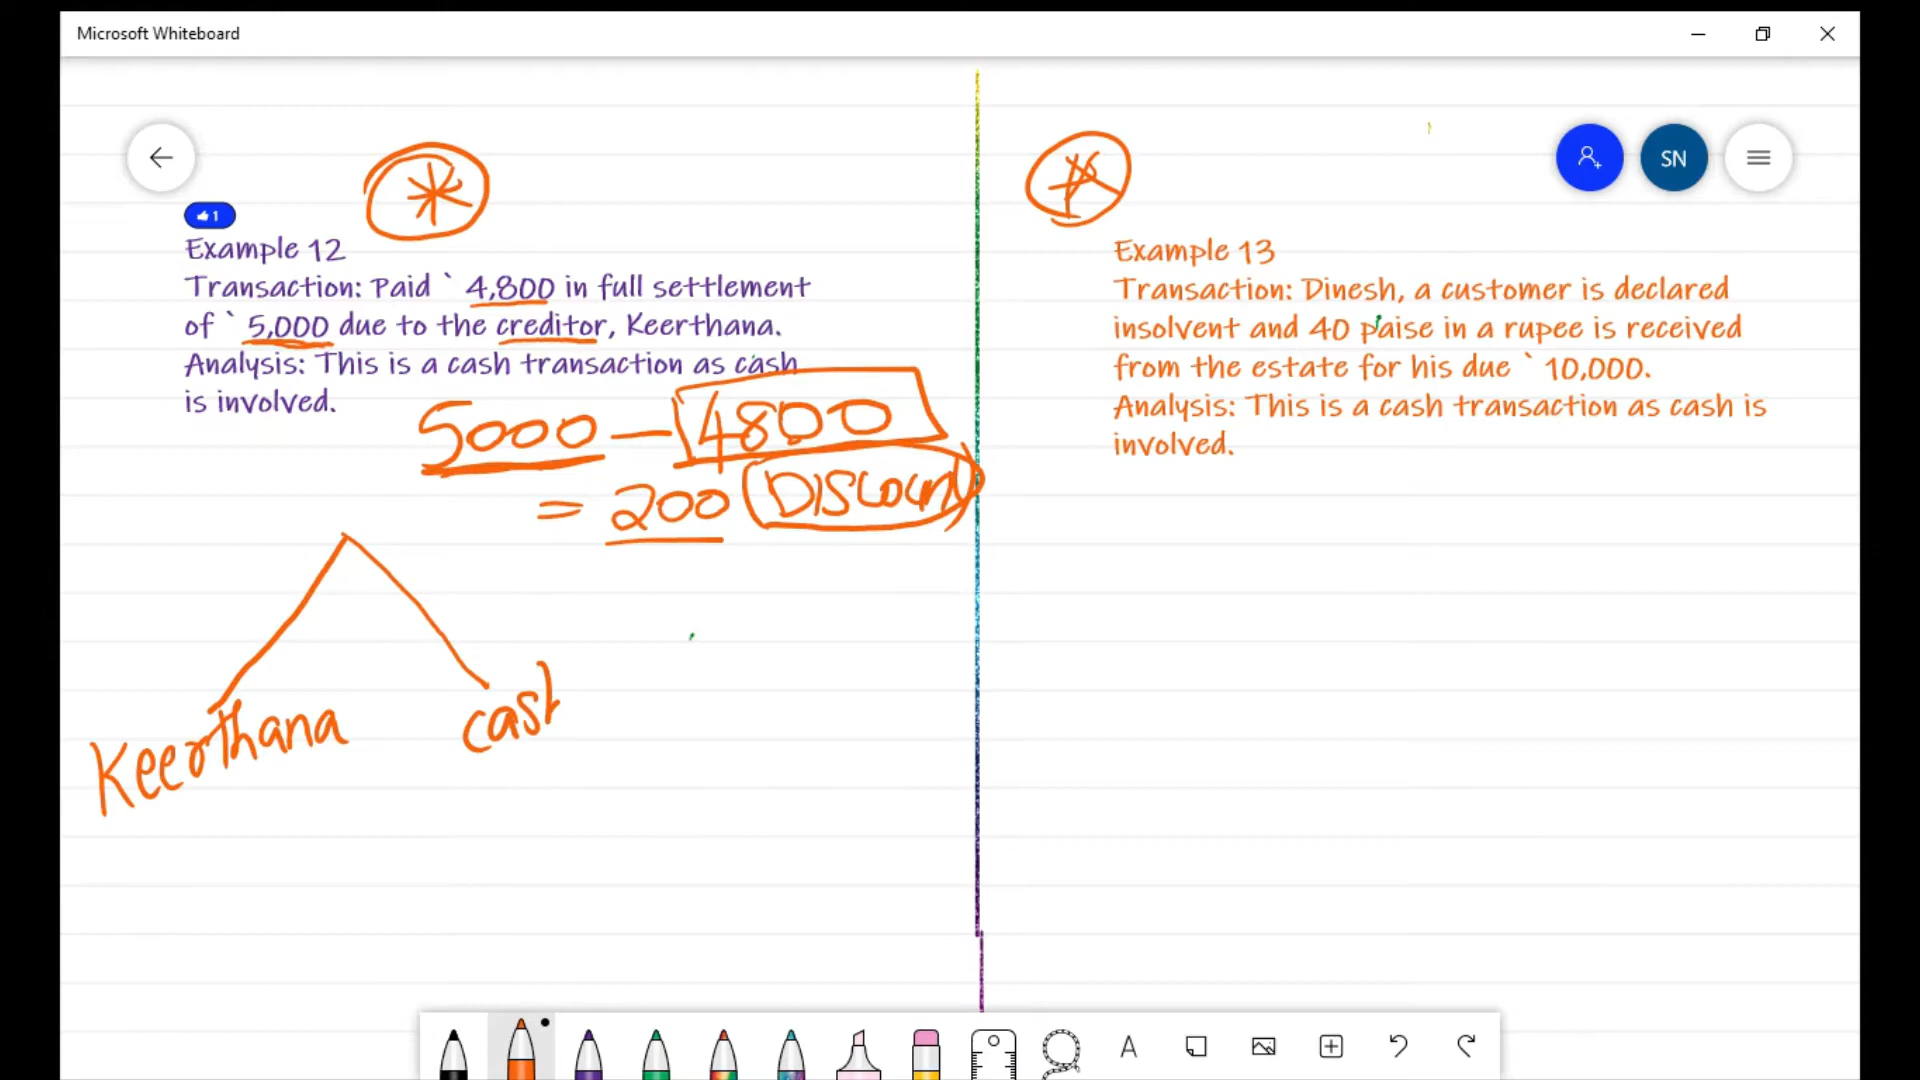 Microsoft Whiteboard
SN
1
Example 12
Transaction: Paid ` 4,800 in full settlement
of ` 5,000 due to the creditor, Keerthana.
Analysis: This is a cash transaction as cash
is involved.
5000 - 4800
= 200 (Discount)
Keerthana
cash
Example 13
Transaction: Dinesh, a customer is declared
insolvent and 40 paise in a rupee is received
from the estate for his due ` 10,000.
Analysis: This is a cash transaction as cash is
involved.
A